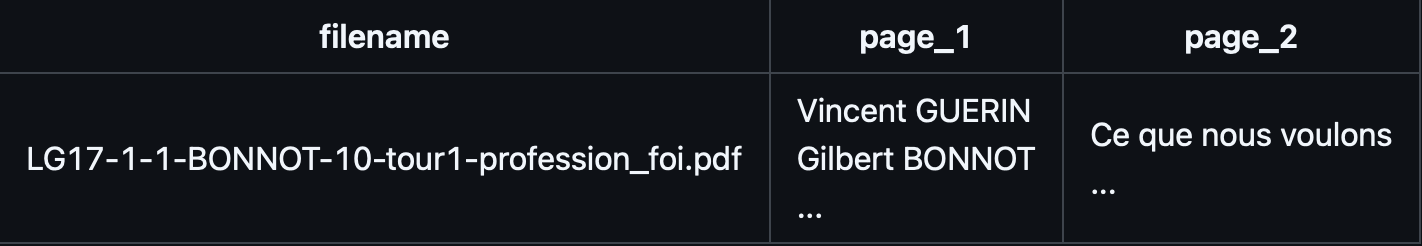 filename page_1 page_2
LG17-1-1-BONNOT-10-tour1-profession_foi.pdf
Vincent GUERIN
Gilbert BONNOT
...
Ce que nous voulons
...